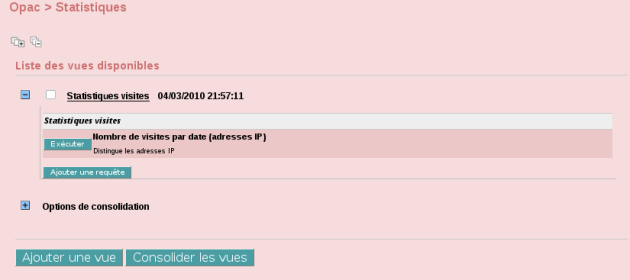 Opac > Statistiques
Liste des vues disponibles
Statistiques visites 04/03/2010 21:57:11
Statistiques visites
Exécuter Nombre de visites par date (adresses IP)
Distingue les adresses IP
Ajouter une requête
Options de consolidation
Ajouter une vue Consolider les vues